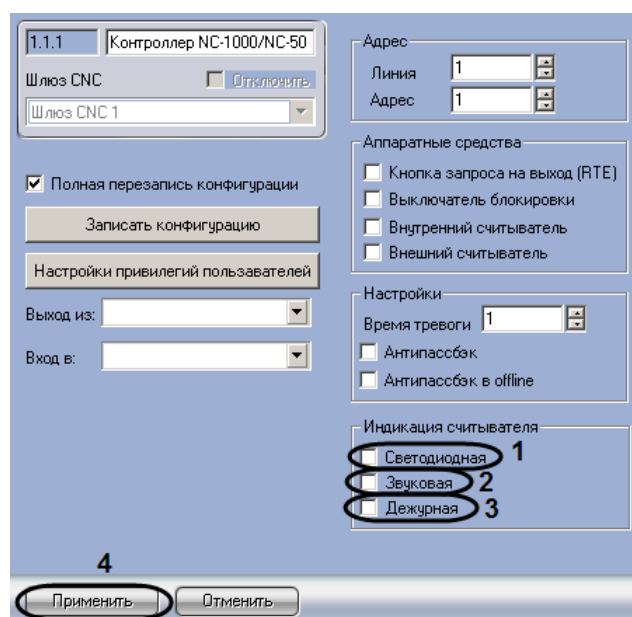 1.1.1 Контроллер NC-1000/NC-50
Шлюз CNC Отключить
Шлюз CNC 1
Полная перезапись конфигурации
Записать конфигурацию
Настройки привилегий пользавателей
Выход из:
Вход в:
Адрес
Линия 1
Адрес 1
Аппаратные средства
Кнопка запроса на выход (RTE)
Выключатель блокировки
Внутренний считыватель
Внешний считыватель
Настройки
Время тревоги 1
Антипассбэк
Антипассбэк в offline
Индикация считывателя
Светодиодная 1
Звуковая 2
Дежурная 3
4
Применить Отменить